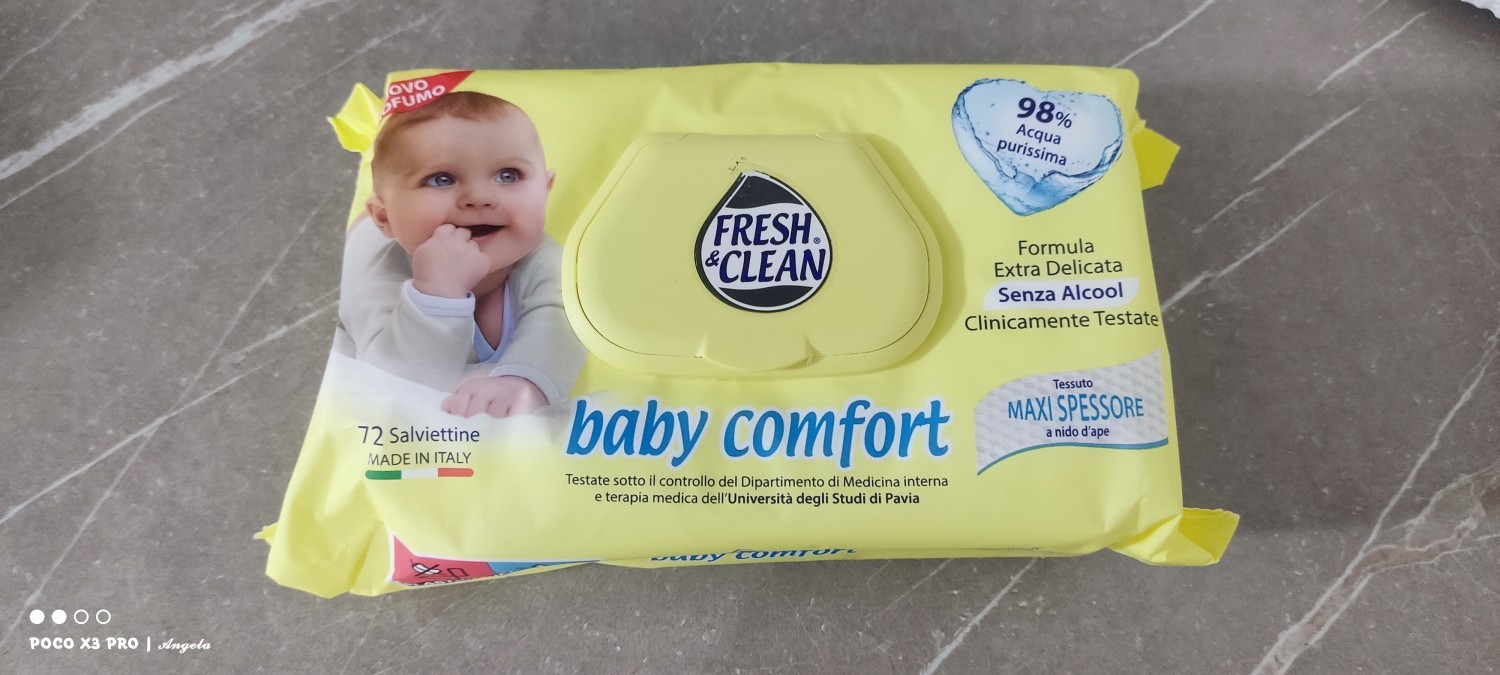 OVO
OFUMO
98%
Acqua
purissima
FRESH®
&CLEAN
Formula
Extra Delicata
Senza Alcool
Clinicamente Testate
Tessuto
MAXI SPESSORE
a nido d'ape
baby comfort
72 Salviettine
MADE IN ITALY
Testate sotto il controllo del Dipartimento di Medicina interna
e terapia medica dell'Università degli Studi di Pavia
baby comfort
POCO X3 PRO | Angela